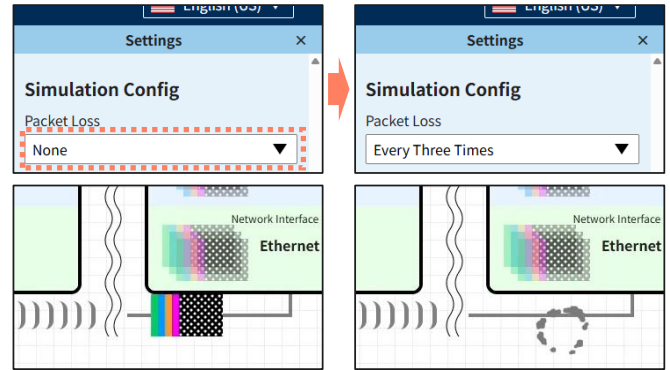 English (US)
Settings ×
Simulation Config
Packet Loss
None
Network Interface
Ethernet
English (US)
Settings ×
Simulation Config
Packet Loss
Every Three Times
Network Interface
Ethernet